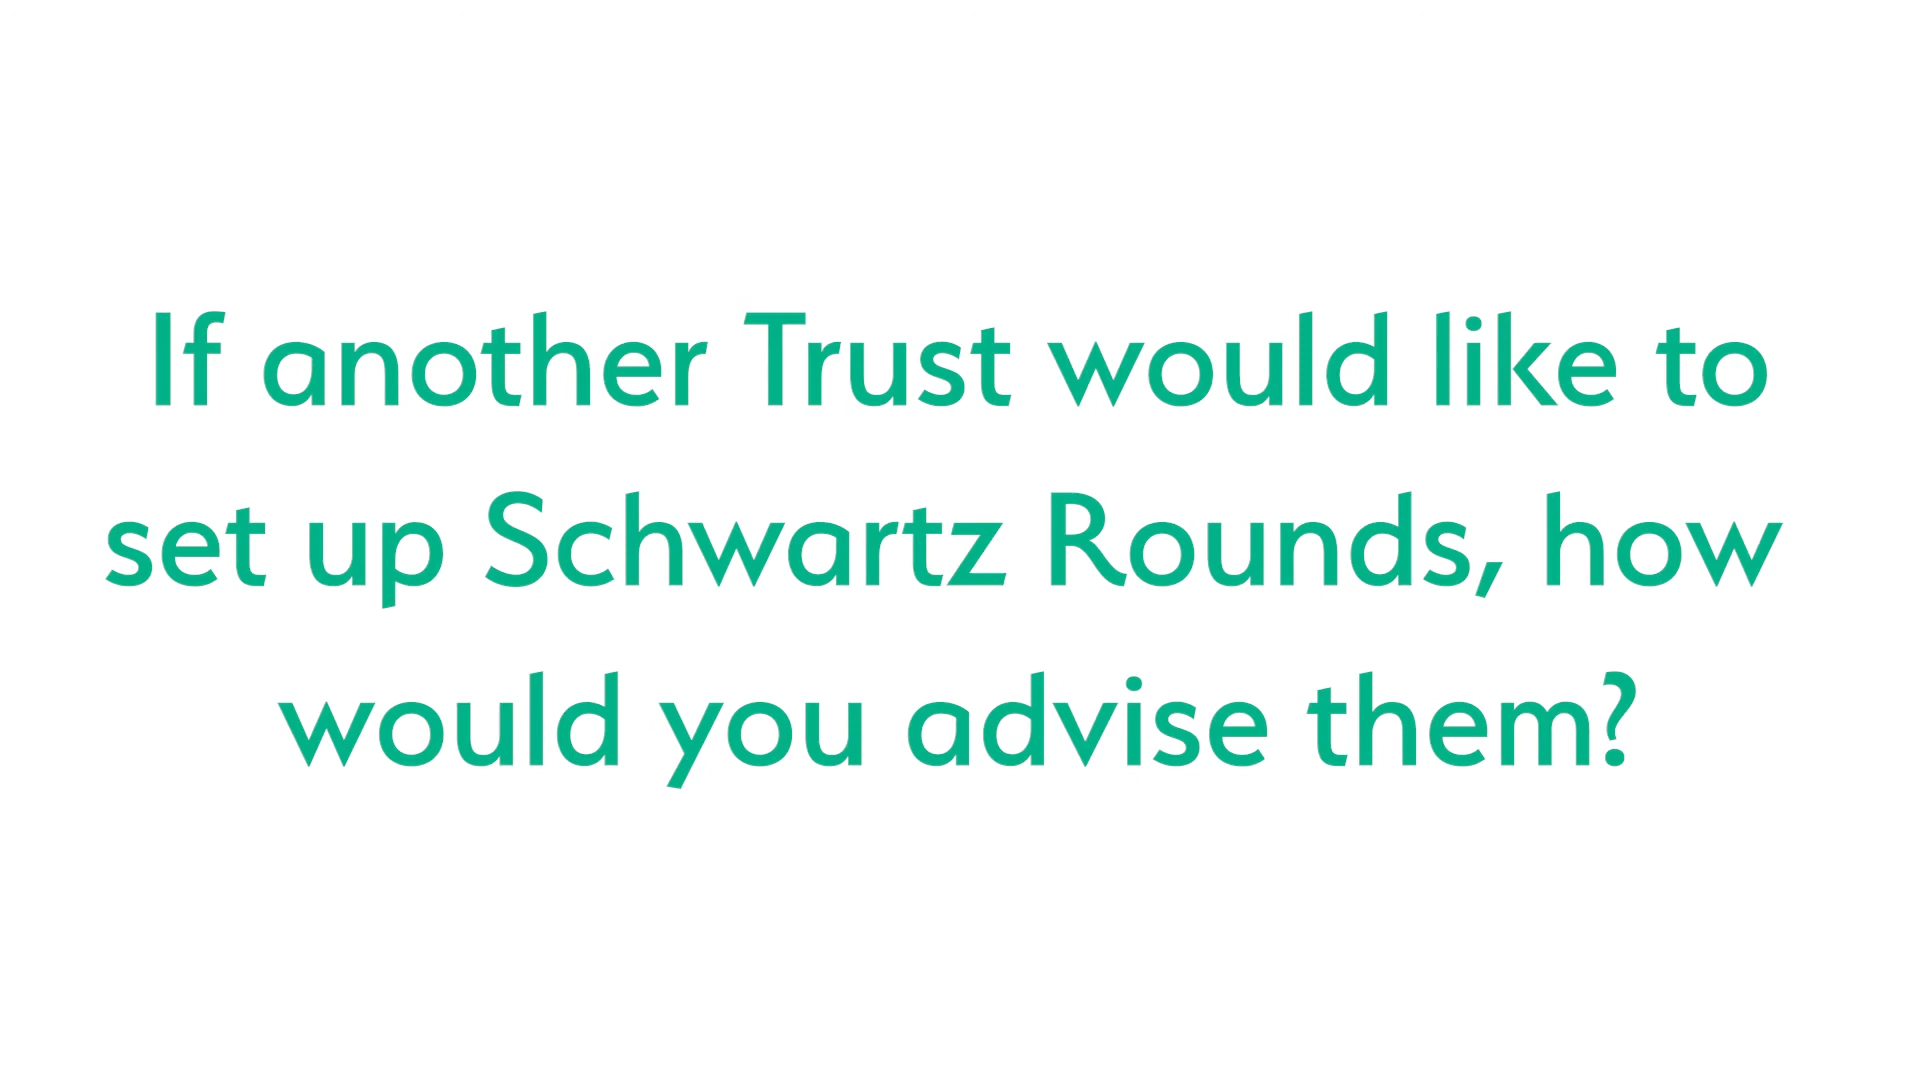 If another Trust would like to
set up Schwartz Rounds, how
would you advise them?